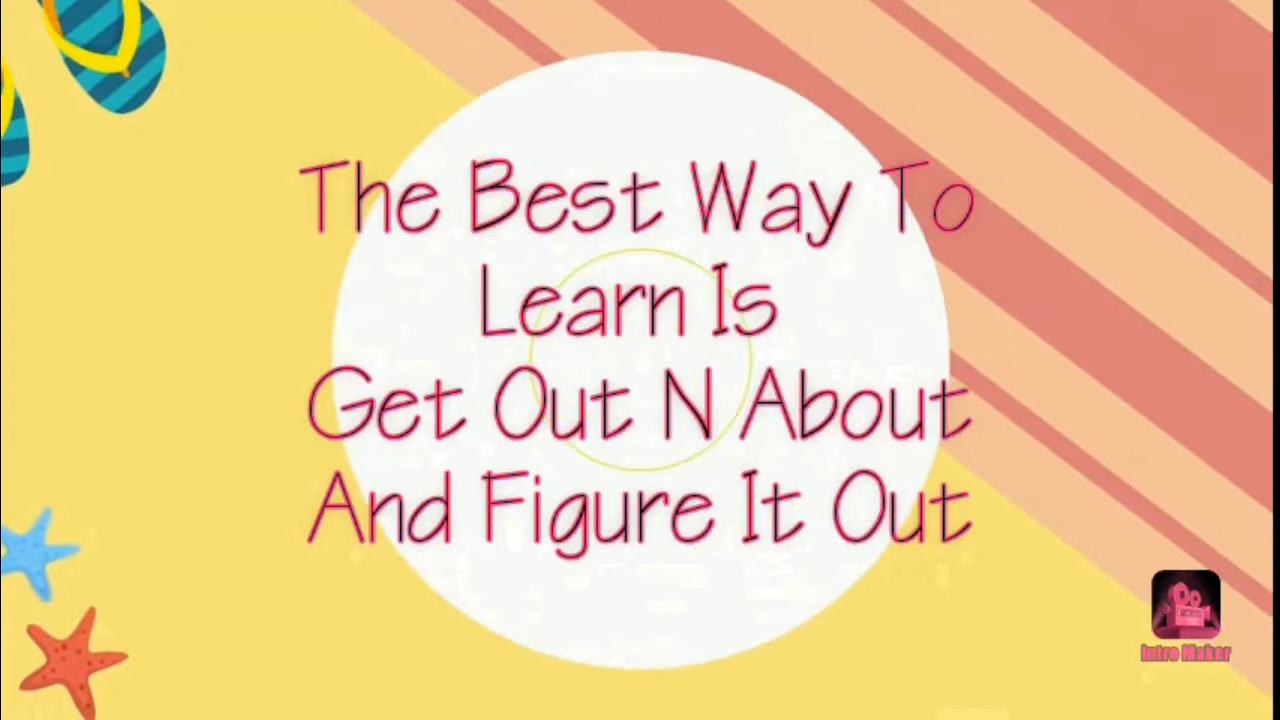 The Best Way To
Learn Is
Get Out N About
And Figure It Out
Intro Maker